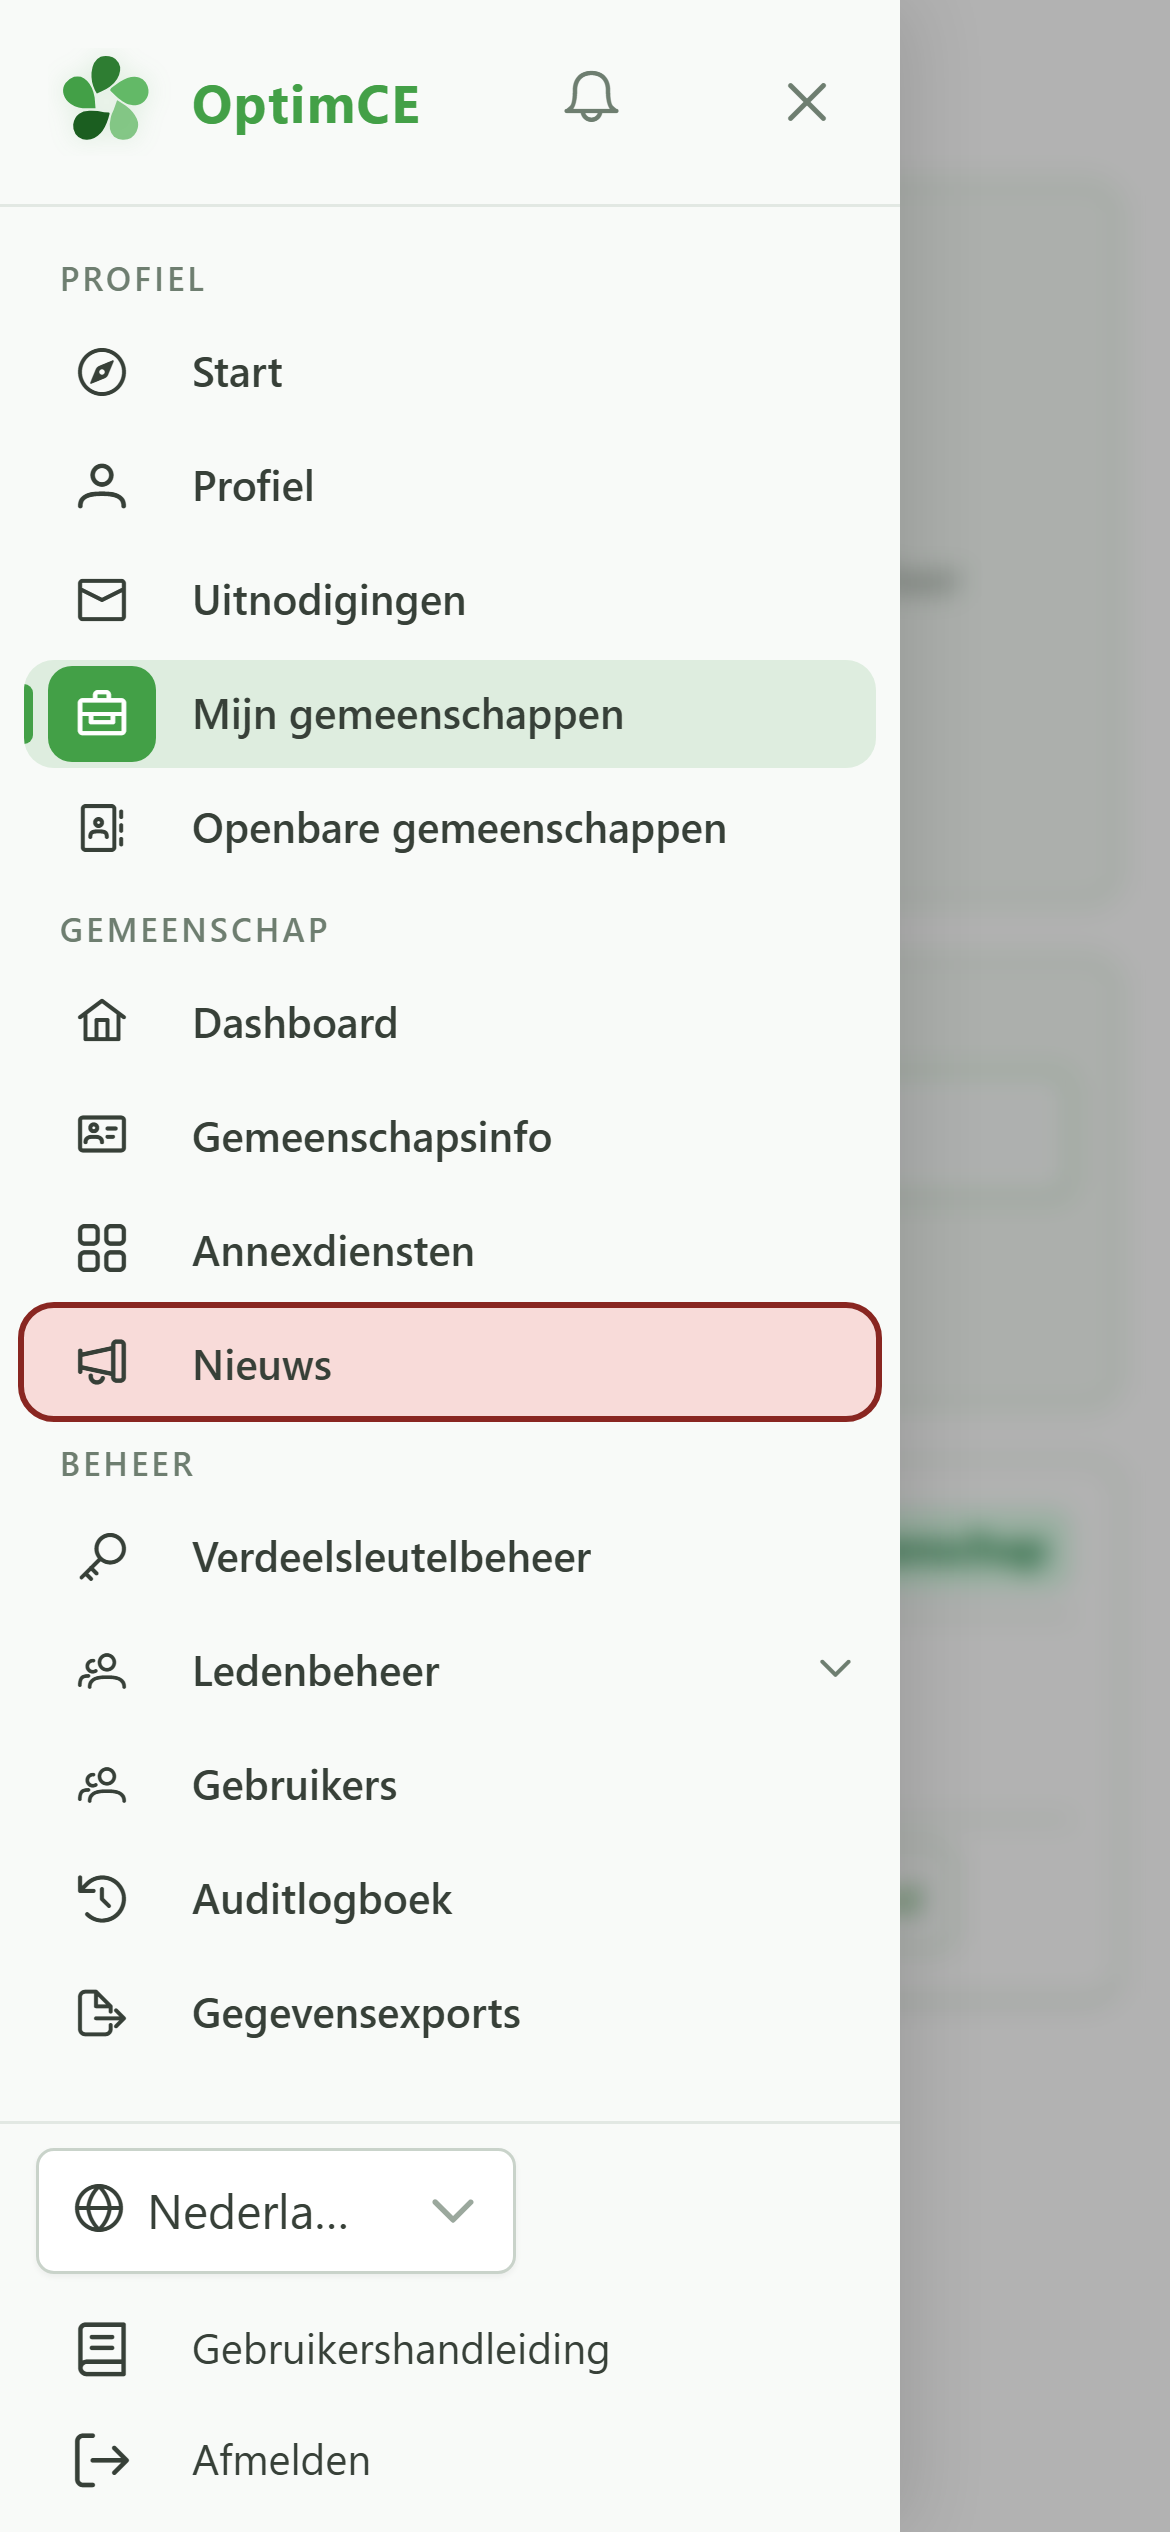 OptimCE
PROFIEL
Start
Profiel
Uitnodigingen
Mijn gemeenschappen
Openbare gemeenschappen
GEMEENSCHAP
Dashboard
Gemeenschapsinfo
Annexdiensten
Nieuws
BEHEER
Verdeelsleutelbeheer
Ledenbeheer
Gebruikers
Auditlogboek
Gegevensexports
Nederla...
Gebruikershandleiding
Afmelden